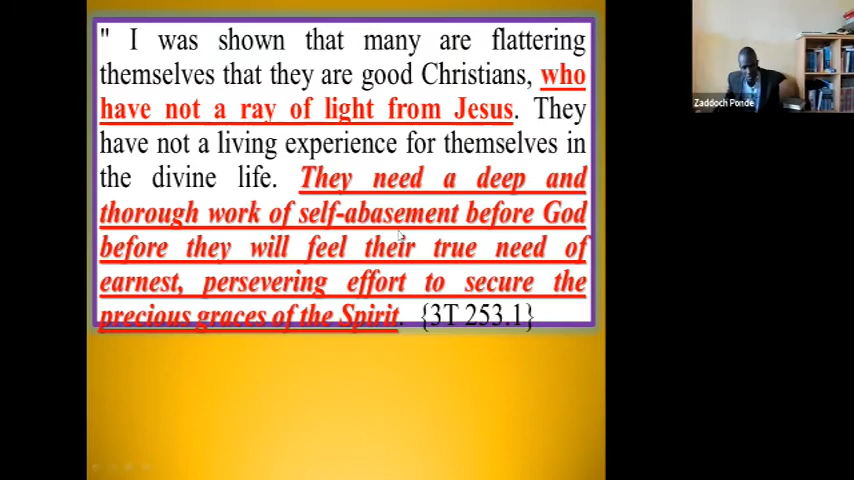 " I was shown that many are flattering
themselves that they are good Christians, who
have not a ray of light from Jesus. They
have not a living experience for themselves in
the divine life. They need a deep and
thorough work of self-abasement before God
before they will feel their true need of
earnest, persevering effort to secure the
precious graces of the Spirit. {3T 253.1}
Zaddoch Ponde